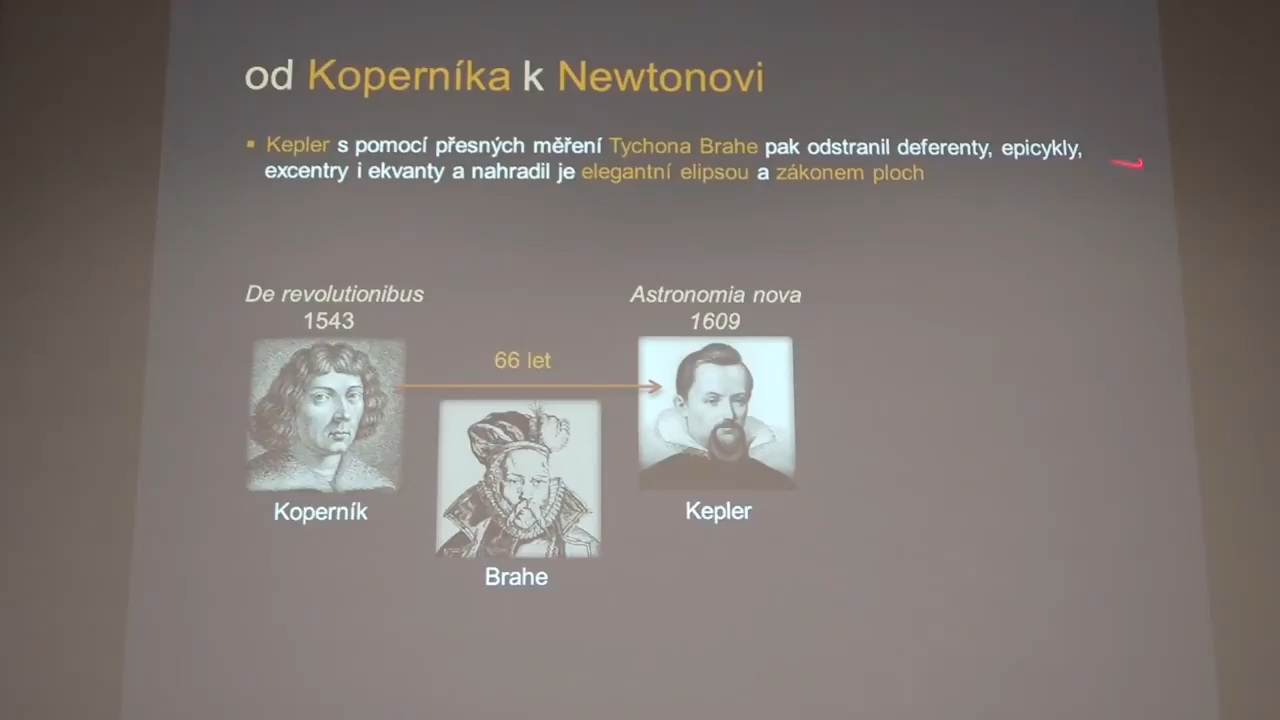 od Koperníka k Newtonovi
▪ Kepler s pomocí přesných měření Tychona Brahe pak odstranil deferenty, epicykly,
excentry i ekvanty a nahradil je elegantní elipsou a zákonem ploch
De revolutionibus
1543
Astronomia nova
1609
66 let
Koperník
Kepler
Brahe